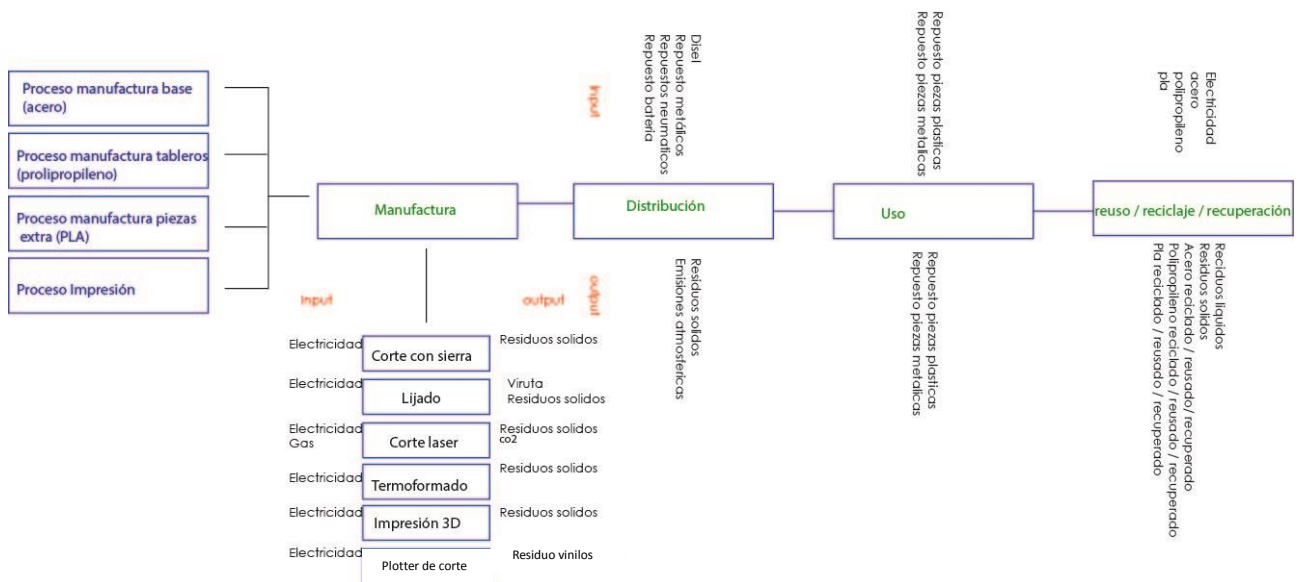 Proceso manufactura base
(acero)
Proceso manufactura tableros
(prolipropíleno)
Proceso manufactura piezas
extra (PLA)
Proceso Impresión
Manufactura
Input
output
Electricidad
Corte con sierra
Residuos solidos
Electricidad
Lijado
Viruta
Residuos solidos
Electricidad
Gas
Corte laser
Residuos solidos
co2
Electricidad
Termoformado
Residuos solidos
Electricidad
Impresión 3D
Residuos solidos
Electricidad
Plotter de corte
Residuo vinilos
Input
Disel
Repuesto metálicos
Repuestos neumaticos
Repuesto bateria
Distribución
output
Residuos solidos
Emisiones atmosfericas
Repuesto piezas plasticas
Repuesto piezas metalicas
Uso
Repuesto piezas plasticas
Repuesto piezas metalicas
Electricidad
acero
polipropileno
pla
reuso / reciclaje / recuperación
Reciduos liquidos
Residuos solidos
Acero reciclado / reusado/ recuperado
Polipropileno reciclado / reusado / recuperado
Pla reciclado / reusado / recuperado